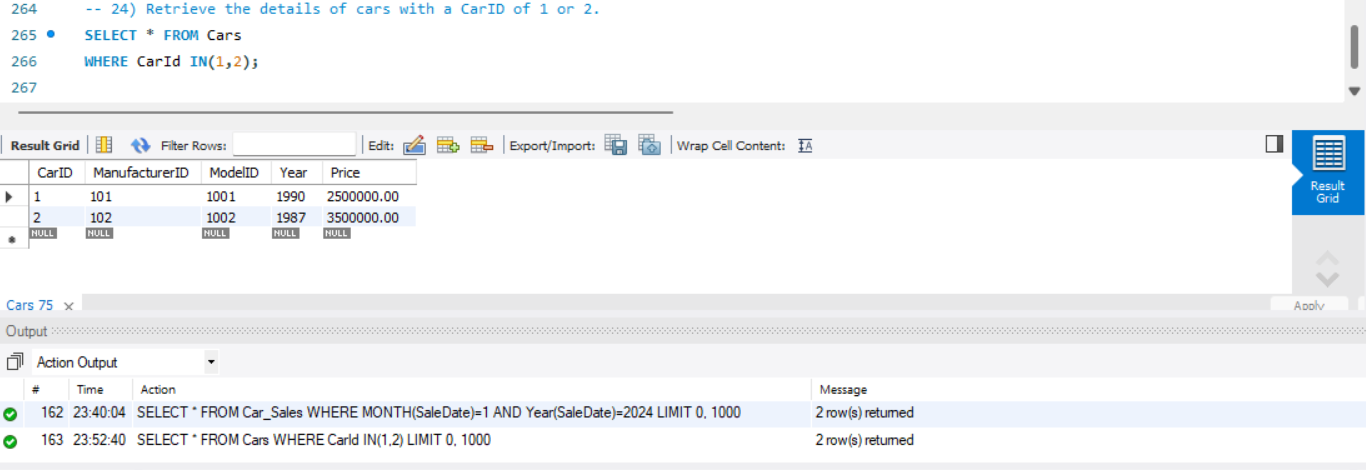 264 -- 24) Retrieve the details of cars with a CarID of 1 or 2.
265 SELECT * FROM Cars
266 WHERE CarId IN(1,2);
267
Result Grid Filter Rows: Edit: Export/Import: Wrap Cell Content: IA
CarID ManufacturerID ModelID Year Price
1 101 1001 1990 2500000.00
2 102 1002 1987 3500000.00
NULL NULL NULL NULL NULL
Result
Grid
Cars 75 × Apply
Output
Action Output
# Time Action Message
162 23:40:04 SELECT * FROM Car_Sales WHERE MONTH(SaleDate)=1 AND Year(SaleDate)=2024 LIMIT 0, 1000 2 row(s) returned
163 23:52:40 SELECT * FROM Cars WHERE CarId IN(1,2) LIMIT 0, 1000 2 row(s) returned